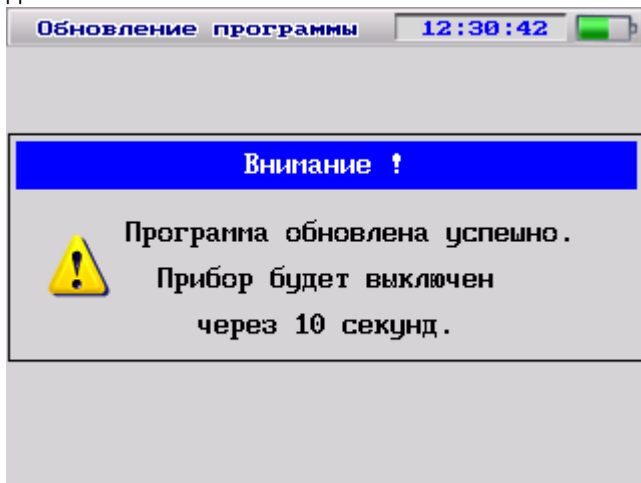 Обновление программы 12:30:42
Внимание !
Программа обновлена успешно.
Прибор будет выключен
через 10 секунд.